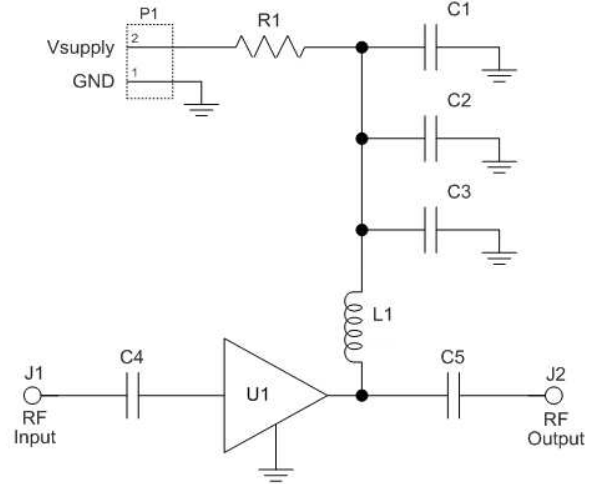 P1
R1
C1
Vsupply
2
GND
1
C2
C3
L1
J1
C4
U1
C5
J2
RF
Input
RF
Output